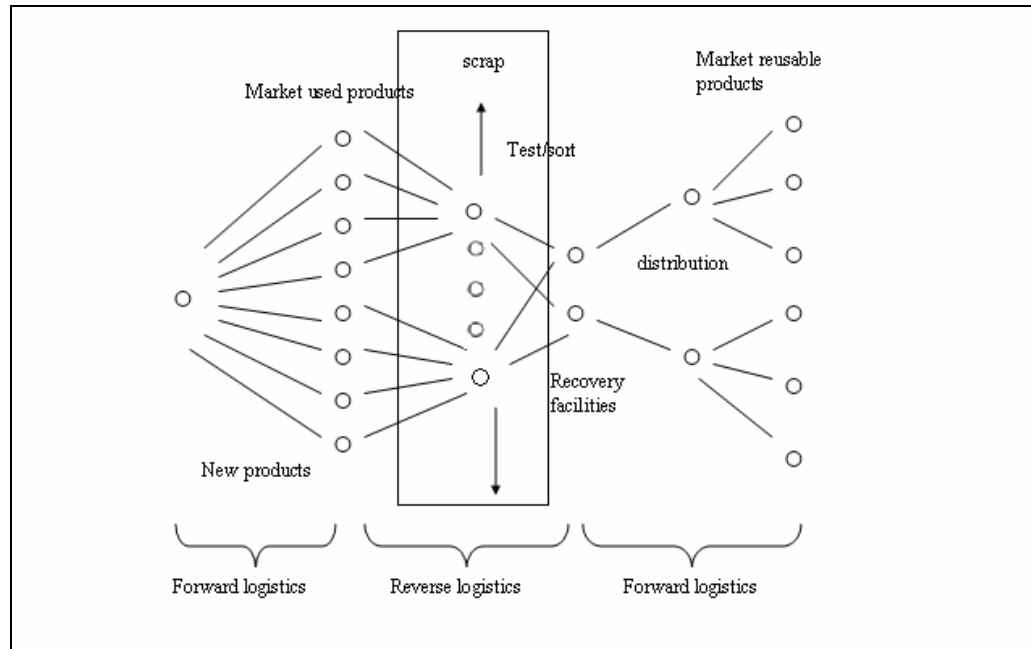 scrap
Market reusable
products
Market used products
Test/sort
distribution
Recovery
facilities
New products
Forward logistics
Reverse logistics
Forward logistics